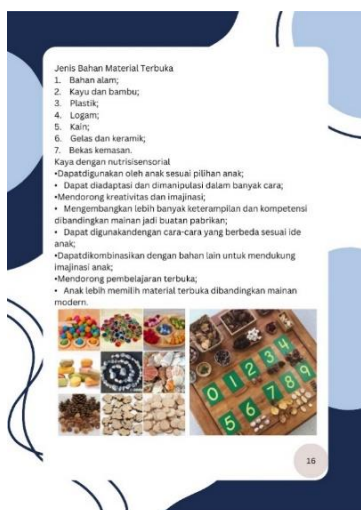 Jenis Bahan Material Terbuka
1. Bahan alam;
2. Kayu dan bambu;
3. Plastik;
4. Logam;
5. Kain;
6. Gelas dan keramik;
7. Bekas kemasan.
Kaya dengan nutrisisensorial
•Dapatdigunakan oleh anak sesuai pilihan anak;
• Dapat diadaptasi dan dimanipulasi dalam banyak cara;
•Mendorong kreativitas dan imajinasi;
• Mengembangkan lebih banyak keterampilan dan kompetensi
dibandingkan mainan jadi buatan pabrikan;
• Dapat digunakandengan cara-cara yang berbeda sesuai ide
anak;
•Dapatdikombinasikan dengan bahan lain untuk mendukung
imajinasi anak;
•Mendorong pembelajaran terbuka;
• Anak lebih memilih material terbuka dibandingkan mainan
modern.
0 1 2 3 4
5 6 7 8 9
16